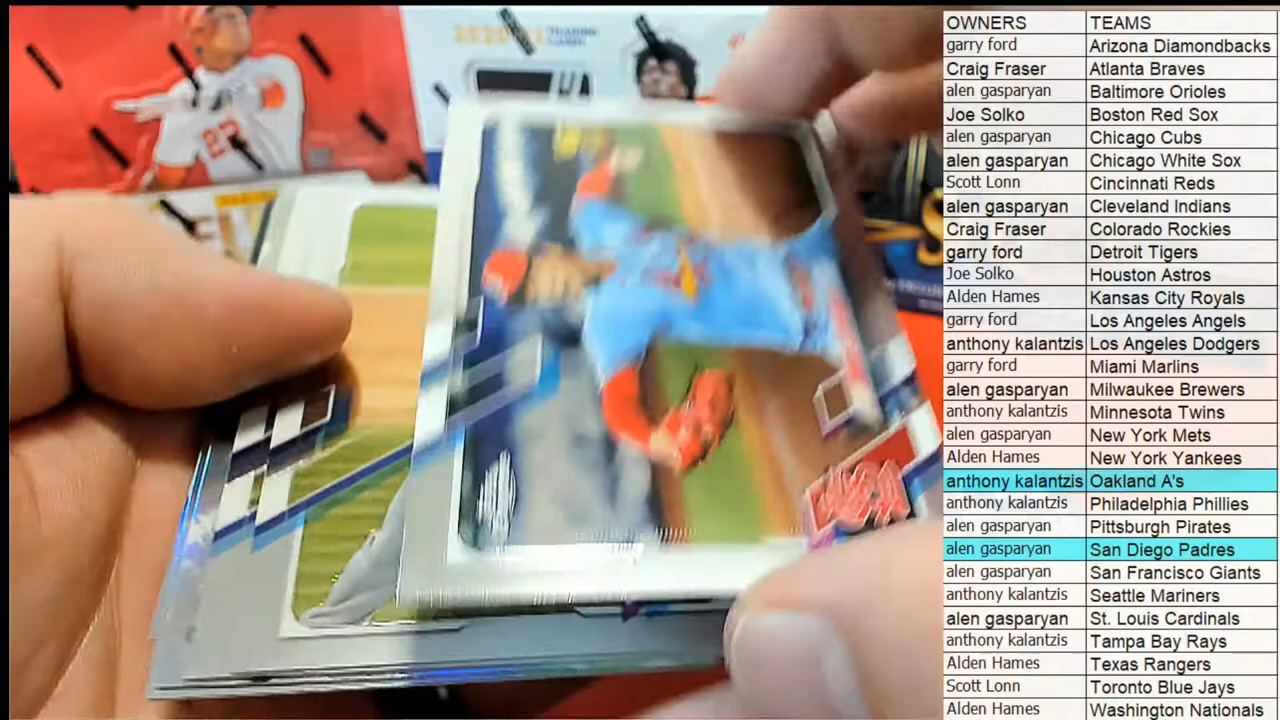 OWNERS TEAMS
garry ford Arizona Diamondbacks
Craig Fraser Atlanta Braves
alen gasparyan Baltimore Orioles
Joe Solko Boston Red Sox
alen gasparyan Chicago Cubs
alen gasparyan Chicago White Sox
Scott Lonn Cincinnati Reds
alen gasparyan Cleveland Indians
Craig Fraser Colorado Rockies
garry ford Detroit Tigers
Joe Solko Houston Astros
Alden Hames Kansas City Royals
garry ford Los Angeles Angels
anthony kalantzis Los Angeles Dodgers
garry ford Miami Marlins
alen gasparyan Milwaukee Brewers
anthony kalantzis Minnesota Twins
alen gasparyan New York Mets
Alden Hames New York Yankees
anthony kalantzis Oakland A's
anthony kalantzis Philadelphia Phillies
alen gasparyan Pittsburgh Pirates
alen gasparyan San Diego Padres
alen gasparyan San Francisco Giants
anthony kalantzis Seattle Mariners
alen gasparyan St. Louis Cardinals
anthony kalantzis Tampa Bay Rays
Alden Hames Texas Rangers
Scott Lonn Toronto Blue Jays
Alden Hames Washington Nationals